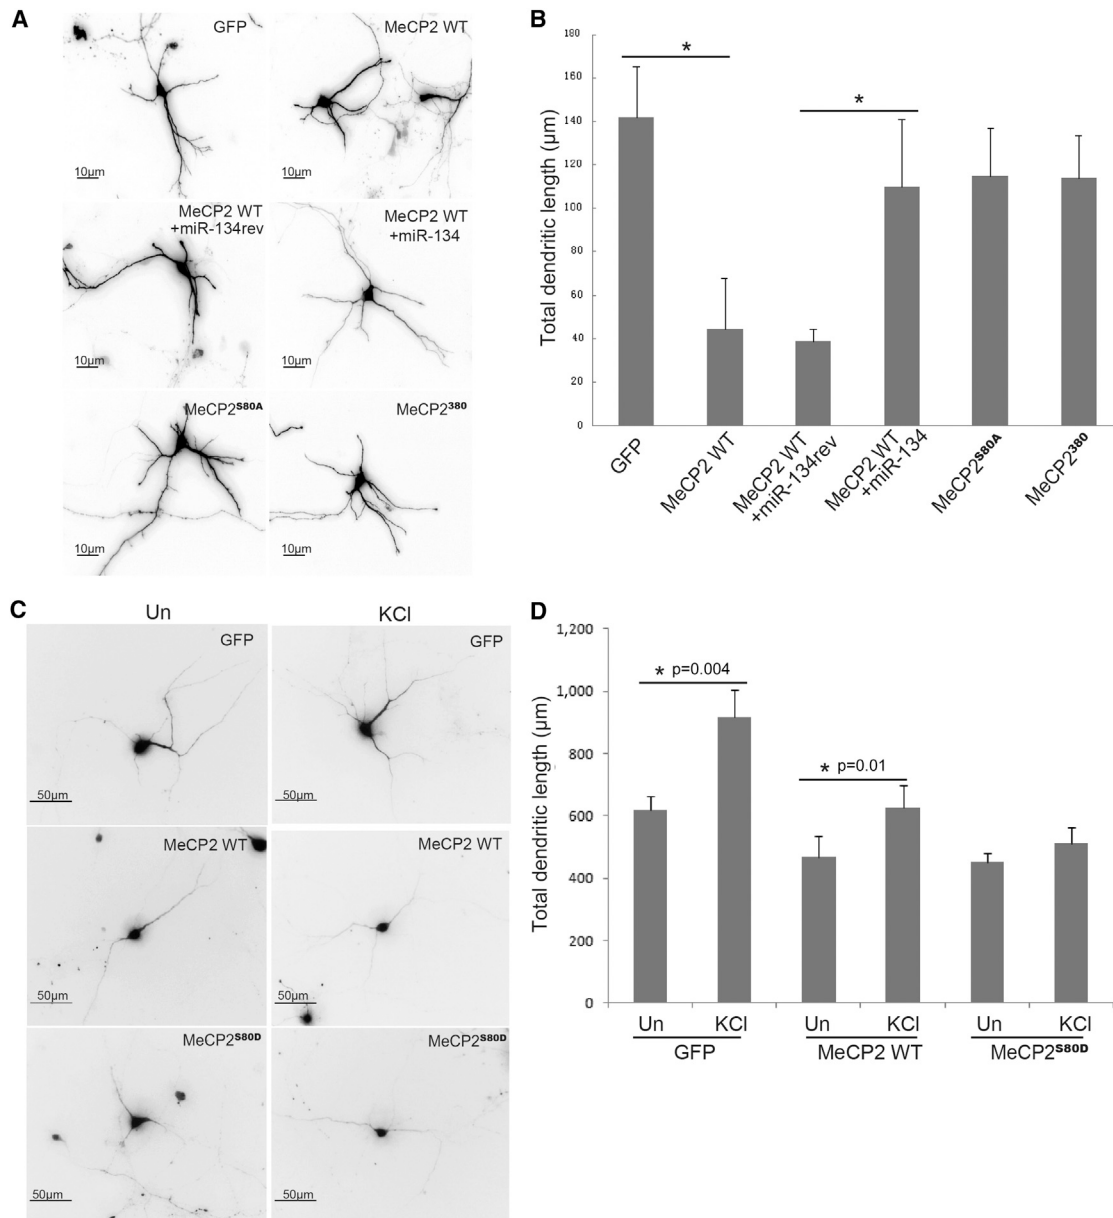 A
GFP
10µm
MeCP2 WT
10µm
MeCP2 WT
+miR-134rev
10µm
MeCP2 WT
+miR-134
10µm
MeCP2S80A
10µm
MeCP2380
10µm
B
Total dendritic length (µm)
180
160
140
120
100
80
60
40
20
0
*
*
GFP
MeCP2 WT
MeCP2 WT
+miR-134rev
MeCP2 WT
+miR-134
MeCP2S80A
MeCP2380
C
Un
KCl
GFP
50µm
GFP
50µm
MeCP2 WT
50µm
MeCP2 WT
50µm
MeCP2S80D
50µm
MeCP2S80D
50µm
D
Total dendritic length (µm)
1,200
1,000
800
600
400
200
0
* p=0.004
* p=0.01
Un KCl Un KCl Un KCl
GFP MeCP2 WT MeCP2S80D